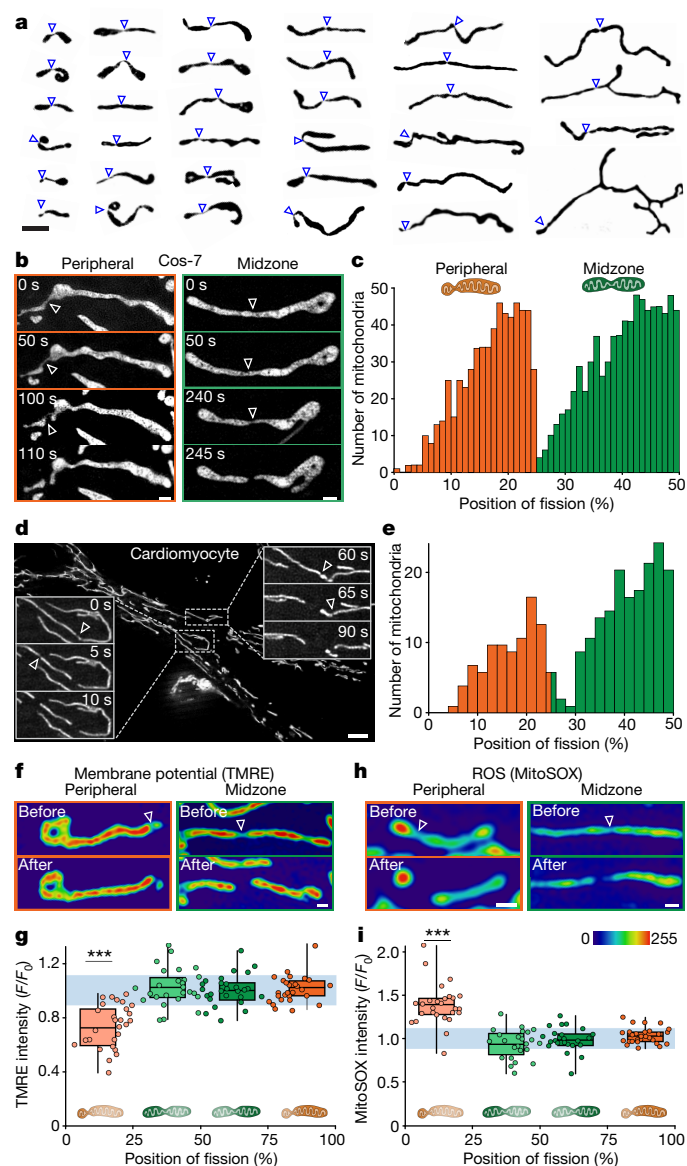 a
b
Peripheral Cos-7 Midzone
0 s
50 s
100 s
110 s
0 s
50 s
240 s
245 s
c
Peripheral Midzone
Number of mitochondria
50
40
30
20
10
0
0 10 20 30 40 50
Position of fission (%)
d
Cardiomyocyte
0 s
5 s
10 s
60 s
65 s
90 s
e
Number of mitochondria
20
10
0
0 10 20 30 40 50
Position of fission (%)
f
Membrane potential (TMRE)
Peripheral Midzone
Before
After
Before
After
h
ROS (MitoSOX)
Peripheral Midzone
Before
After
Before
After
g
TMRE intensity (F/F0)
1.2
0.8
0.4
0
***
0 25 50 75 100
Position of fission (%)
i
0 255
MitoSOX intensity (F/F0)
2.0
1.5
1.0
0.5
0
***
0 25 50 75 100
Position of fission (%)